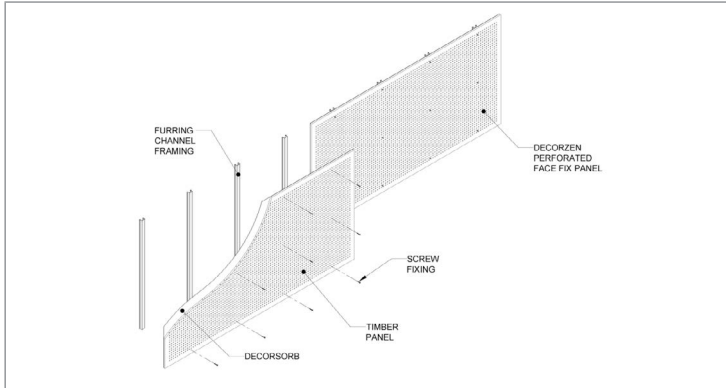 FURRING
CHANNEL
FRAMING
DECORZEN
PERFORATED
FACE FIX PANEL
SCREW
FIXING
TIMBER
PANEL
DECORSORB